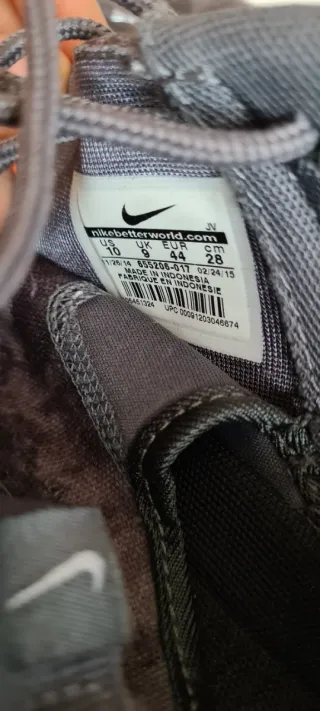 JV
nikebetterworld.com
US UK EUR cm
10 9 44 28
11/26/14 655206-017 02/24/15
MADE IN INDONESIA
FABRIQUE EN INDONESIE
UPC 00091203046674